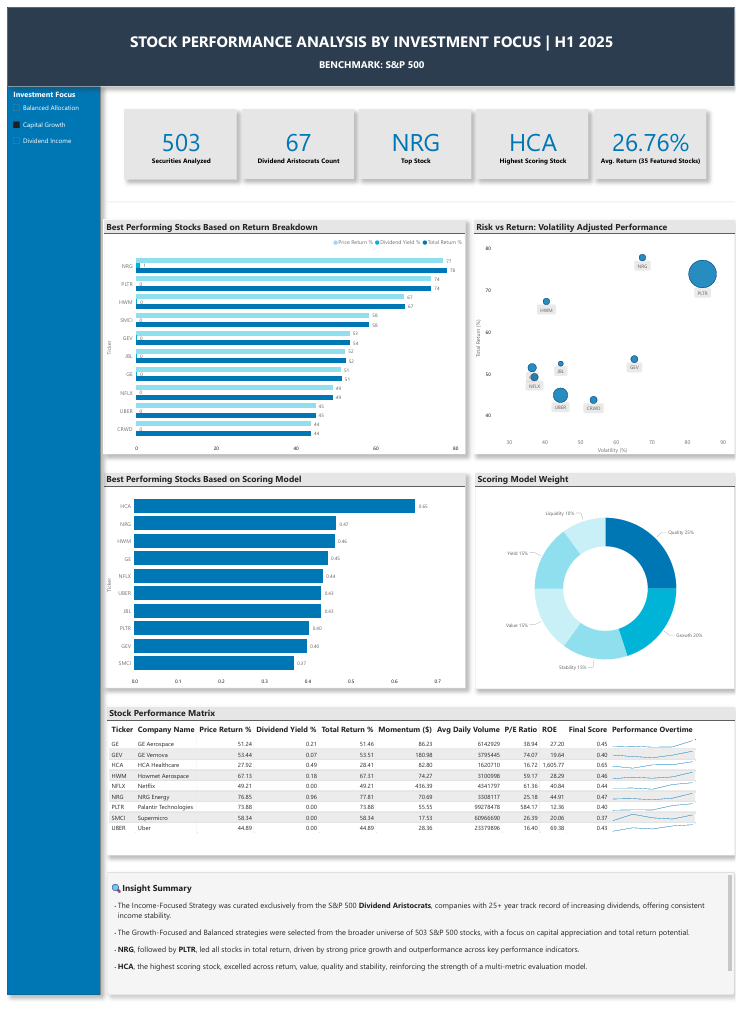 STOCK PERFORMANCE ANALYSIS BY INVESTMENT FOCUS | H1 2025
BENCHMARK: S&P 500
Investment Focus
Balanced Allocation
Capital Growth
Dividend Income
503
Securities Analyzed
67
Dividend Aristocrats Count
NRG
Top Stock
HCA
Highest Scoring Stock
26.76%
Avg. Return (35 Featured Stocks)
Best Performing Stocks Based on Return Breakdown
Price Return % Dividend Yield % Total Return %
Ticker
NRG 77 1 78
PLTR 74 0 74
HWM 67 0 67
SMCI 58 0 58
GEV 53 0 54
JBL 52 0 52
GE 51 0 51
NFLX 49 0 49
UBER 45 0 45
CRWD 44 0 44
0 20 40 60 80
Risk vs Return: Volatility Adjusted Performance
Total Return (%)
80
70
60
50
40
NRG
PLTR
HWM
JBL
GEV
NFLX
UBER
CRWD
30 40 50 60 70 80 90
Volatility (%)
Best Performing Stocks Based on Scoring Model
Ticker
HCA 0.65
NRG 0.47
HWM 0.46
GE 0.45
NFLX 0.44
UBER 0.43
JBL 0.43
PLTR 0.40
GEV 0.40
SMCI 0.37
0.0 0.1 0.2 0.3 0.4 0.5 0.6 0.7
Scoring Model Weight
Liquidity 10%
Quality 25%
Yield 15%
Value 15%
Growth 20%
Stability 15%
Stock Performance Matrix
Ticker Company Name Price Return % Dividend Yield % Total Return % Momentum ($) Avg Daily Volume P/E Ratio ROE Final Score Performance Overtime
GE GE Aerospace 51.24 0.21 51.46 86.23 6142929 38.94 27.20 0.45
GEV GE Vernova 53.44 0.07 53.51 180.98 3795445 74.07 19.64 0.40
HCA HCA Healthcare 27.92 0.49 28.41 82.80 1620710 16.72 1,605.77 0.65
HWM Howmet Aerospace 67.13 0.18 67.31 74.27 3100998 59.17 28.29 0.46
NFLX Netflix 49.21 0.00 49.21 436.39 4341797 61.36 40.84 0.44
NRG NRG Energy 76.85 0.96 77.81 70.69 3308117 25.18 44.91 0.47
PLTR Palantir Technologies 73.88 0.00 73.88 55.55 99278478 584.17 12.36 0.40
SMCI Supermicro 58.34 0.00 58.34 17.53 60966690 26.39 20.06 0.37
UBER Uber 44.89 0.00 44.89 28.36 23379896 16.40 69.38 0.43
🔍 Insight Summary
· The Income-Focused Strategy was curated exclusively from the S&P 500 Dividend Aristocrats, companies with 25+ year track record of increasing dividends, offering consistent
income stability.
· The Growth-Focused and Balanced strategies were selected from the broader universe of 503 S&P 500 stocks, with a focus on capital appreciation and total return potential.
· NRG, followed by PLTR, led all stocks in total return, driven by strong price growth and outperformance across key performance indicators.
· HCA, the highest scoring stock, excelled across return, value, quality and stability, reinforcing the strength of a multi-metric evaluation model.